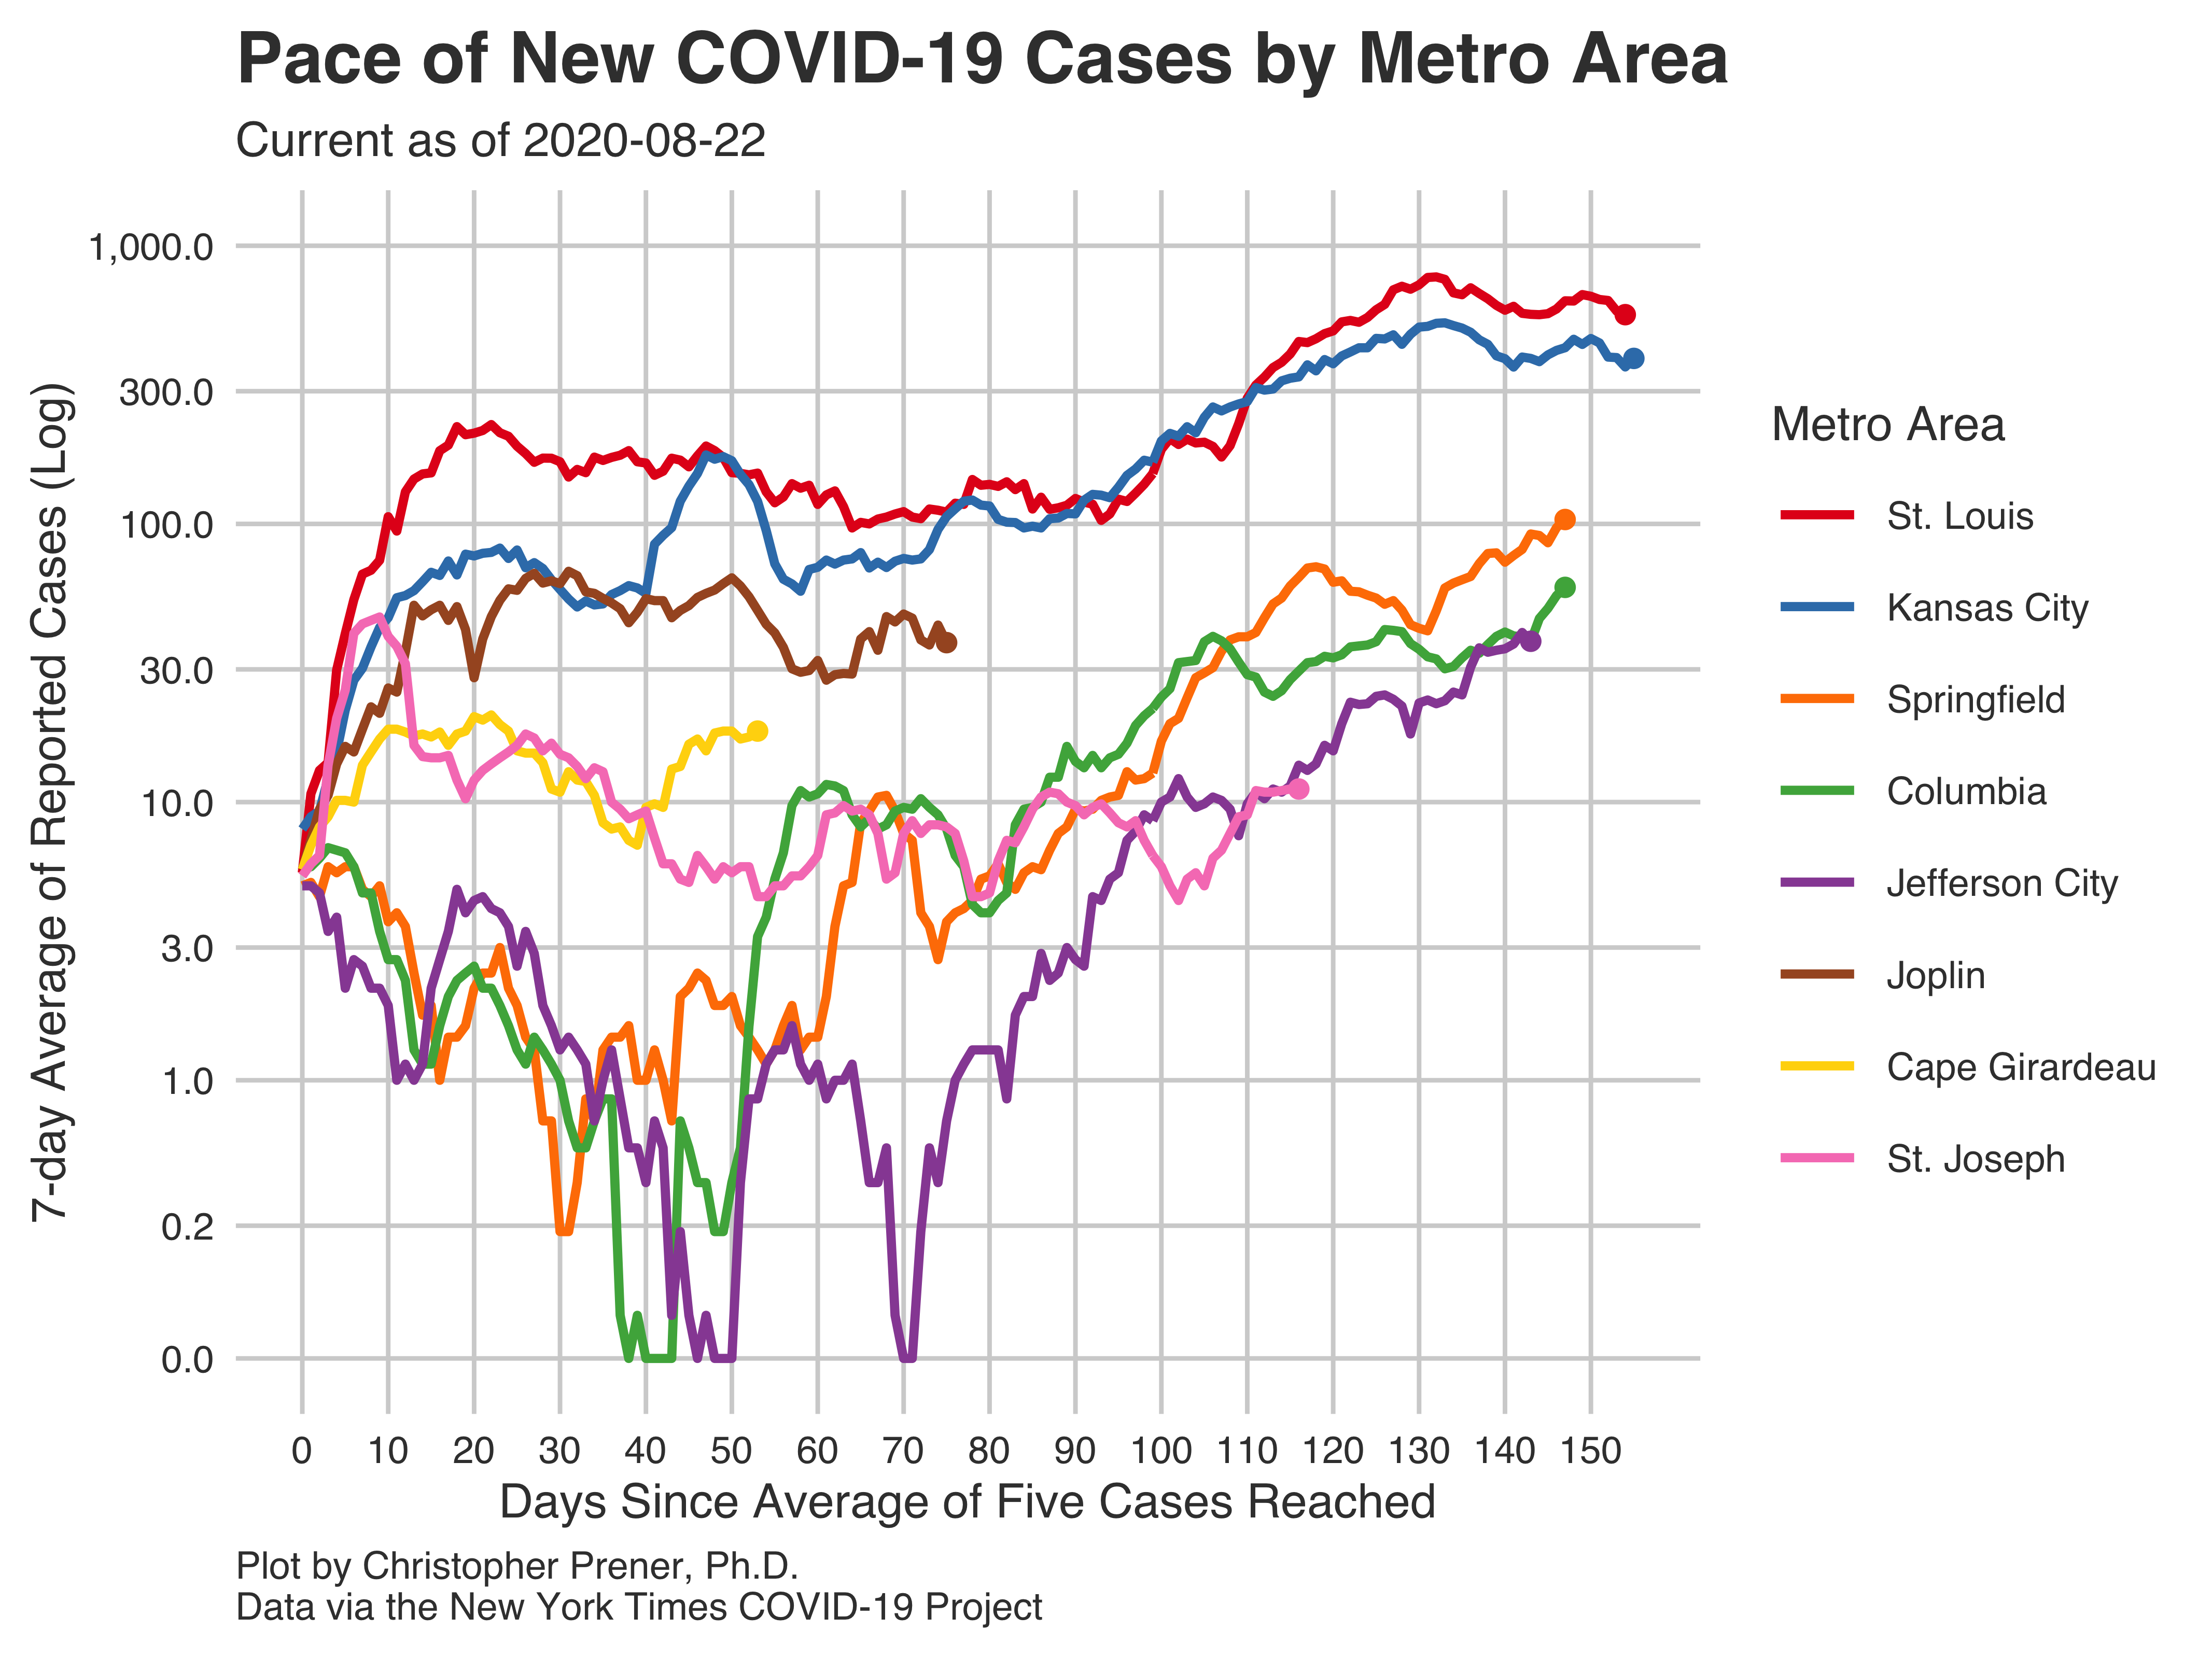 Pace of New COVID-19 Cases by Metro Area
Current as of 2020-08-22
7-day Average of Reported Cases (Log)
1,000.0
300.0
100.0
30.0
10.0
3.0
1.0
0.2
0.0
0 10 20 30 40 50 60 70 80 90 100 110 120 130 140 150
Days Since Average of Five Cases Reached
Metro Area
St. Louis
Kansas City
Springfield
Columbia
Jefferson City
Joplin
Cape Girardeau
St. Joseph
Plot by Christopher Prener, Ph.D.
Data via the New York Times COVID-19 Project